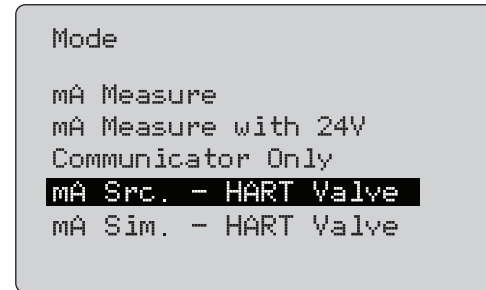 Mode
mA Measure
mA Measure with 24V
Communicator Only
mA Src. - HART Valve
mA Sim. - HART Valve